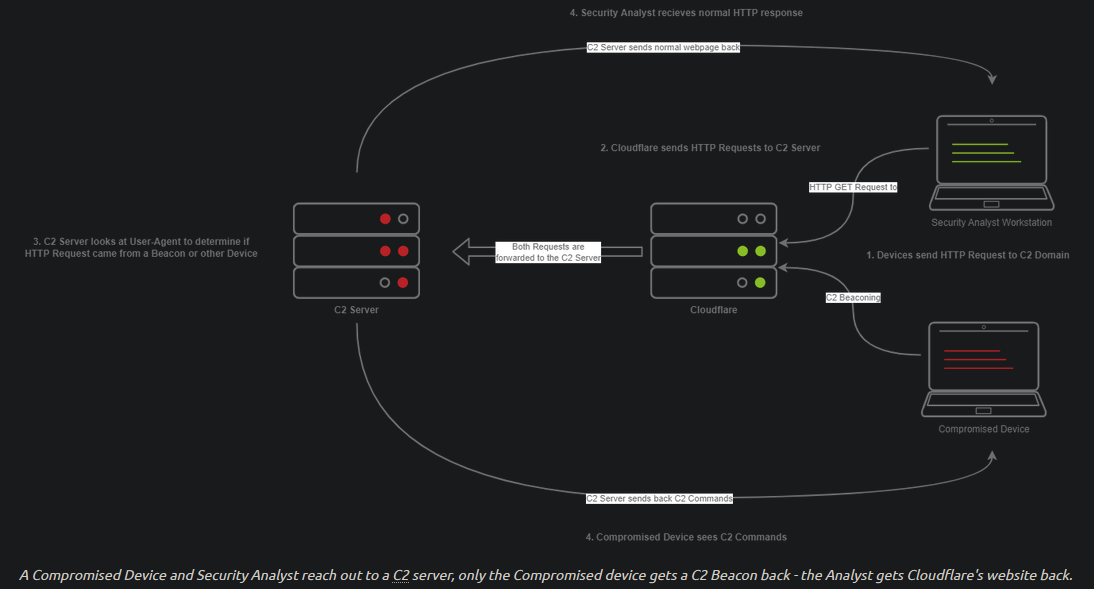 4. Security Analyst recieves normal HTTP response
C2 Server sends normal webpage back
2. Cloudflare sends HTTP Requests to C2 Server
HTTP GET Request to
Security Analyst Workstation
3. C2 Server looks at User-Agent to determine if
HTTP Request came from a Beacon or other Device
Both Requests are
forwarded to the C2 Server
1. Devices send HTTP Request to C2 Domain
C2 Beaconing
C2 Server
Cloudflare
Compromised Device
C2 Server sends back C2 Commands
4. Compromised Device sees C2 Commands
A Compromised Device and Security Analyst reach out to a C2 server, only the Compromised device gets a C2 Beacon back - the Analyst gets Cloudflare's website back.